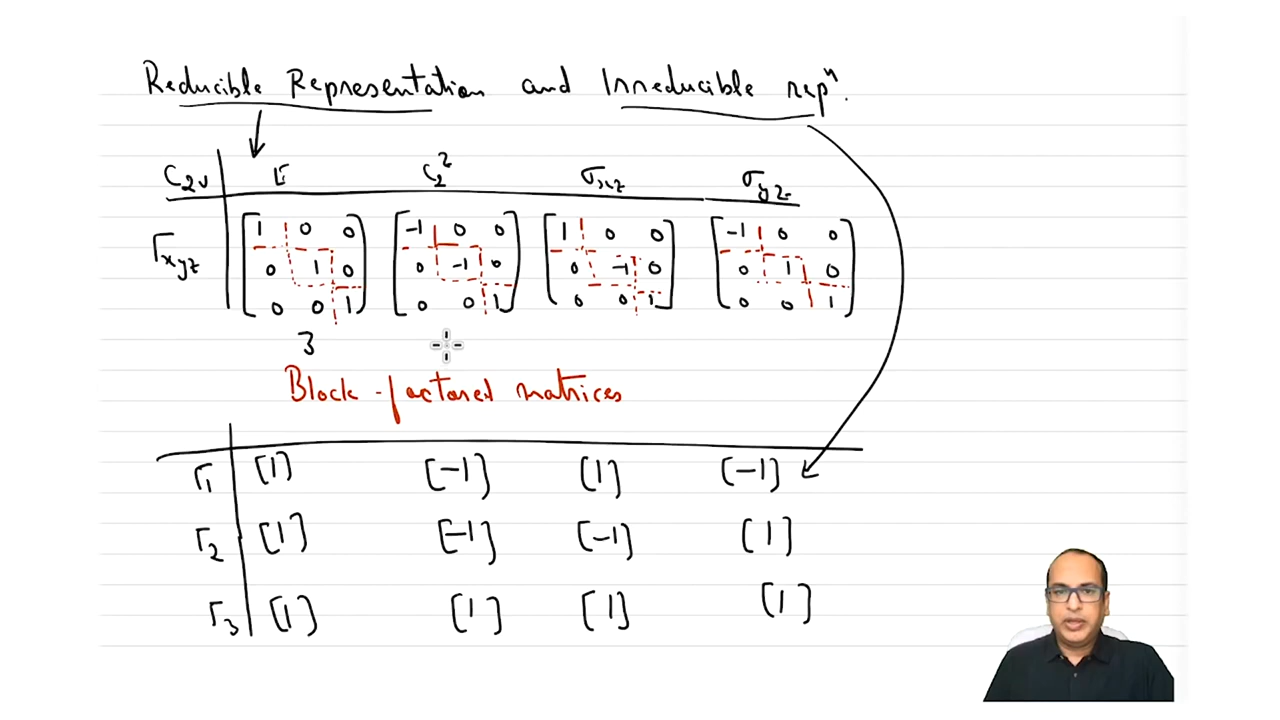 Reducible Representation and Irreducible repⁿ.
C₂ᵥ | E C₂² σxz σyz
Γxyz | [1 0 0 [-1 0 0 [1 0 0 [-1 0 0
0 1 0 0 -1 0 0 -1 0 0 1 0
0 0 1] 0 0 1] 0 0 1] 0 0 1]
3
Block-factored matrices
Γ₁ | [1] [-1] [1] [-1]
Γ₂ | [1] [-1] [-1] [1]
Γ₃ | [1] [1] [1] [1]